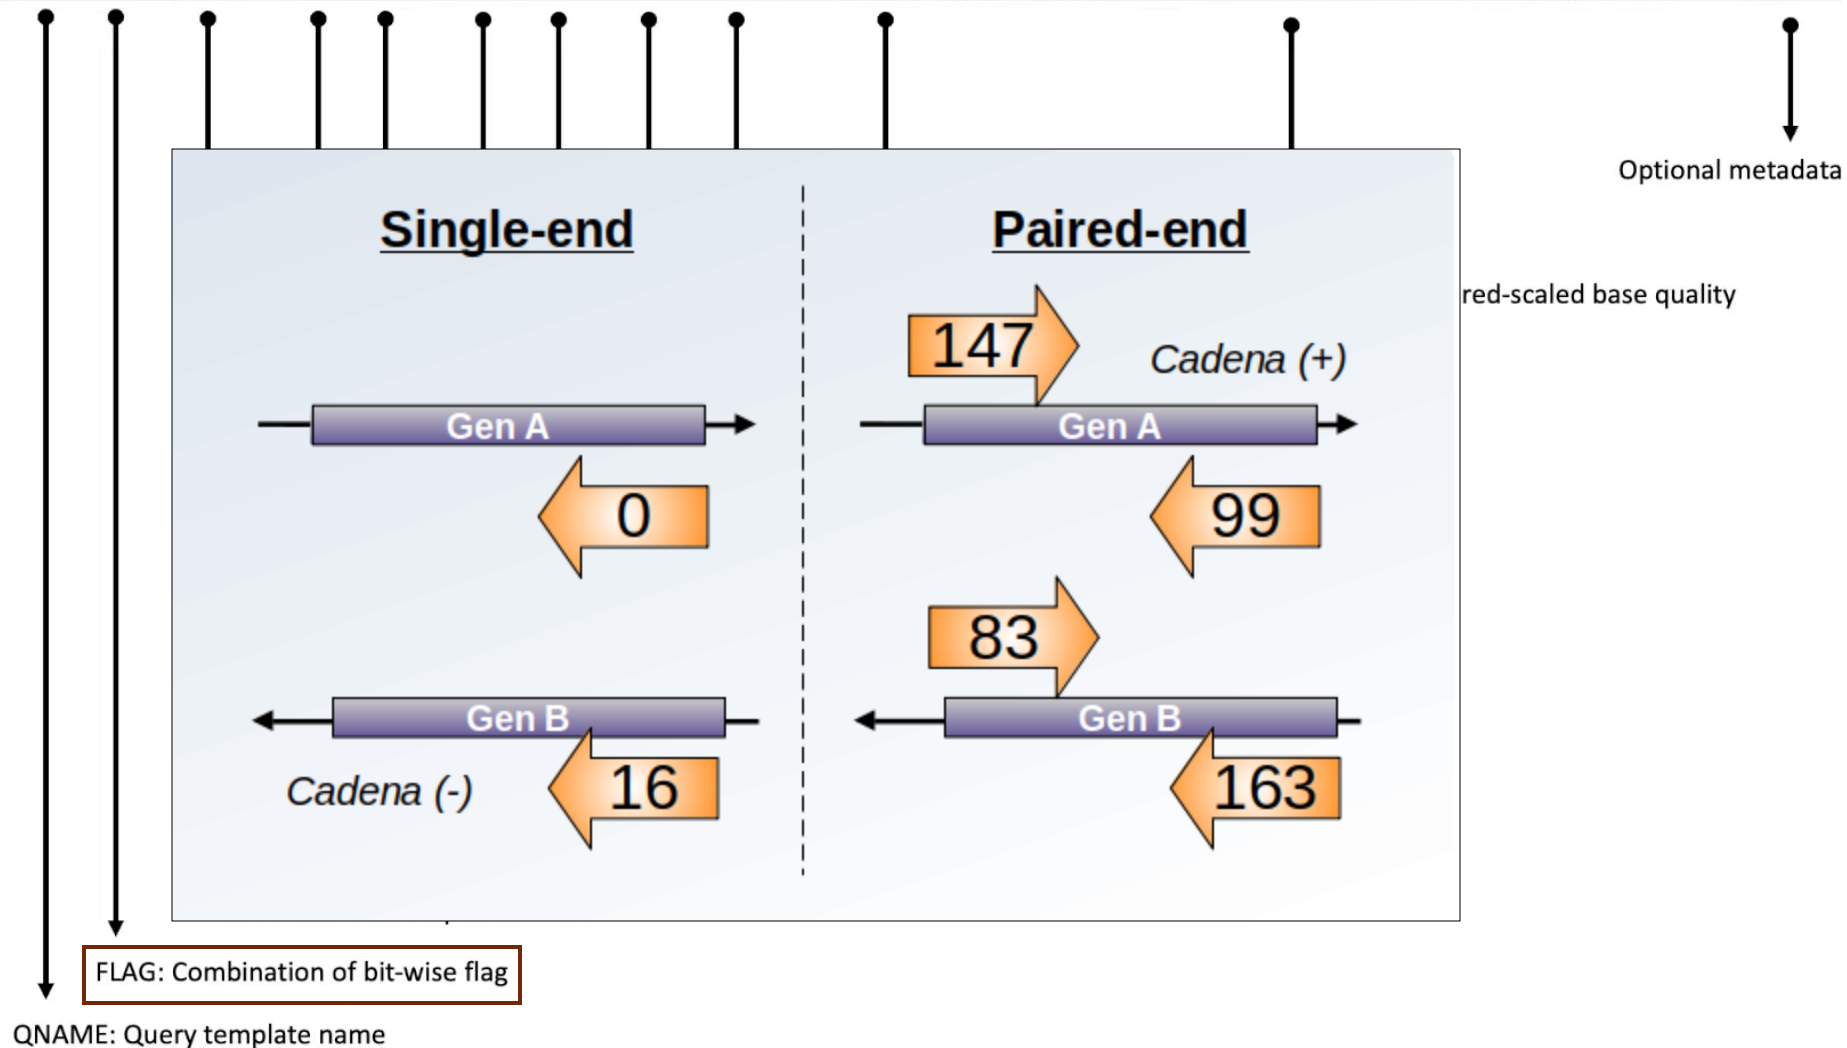 Optional metadata
Single-end
Paired-end
red-scaled base quality
147
Cadena (+)
Gen A
Gen A
0
99
83
Gen B
Gen B
Cadena (-)
16
163
FLAG: Combination of bit-wise flag
QNAME: Query template name